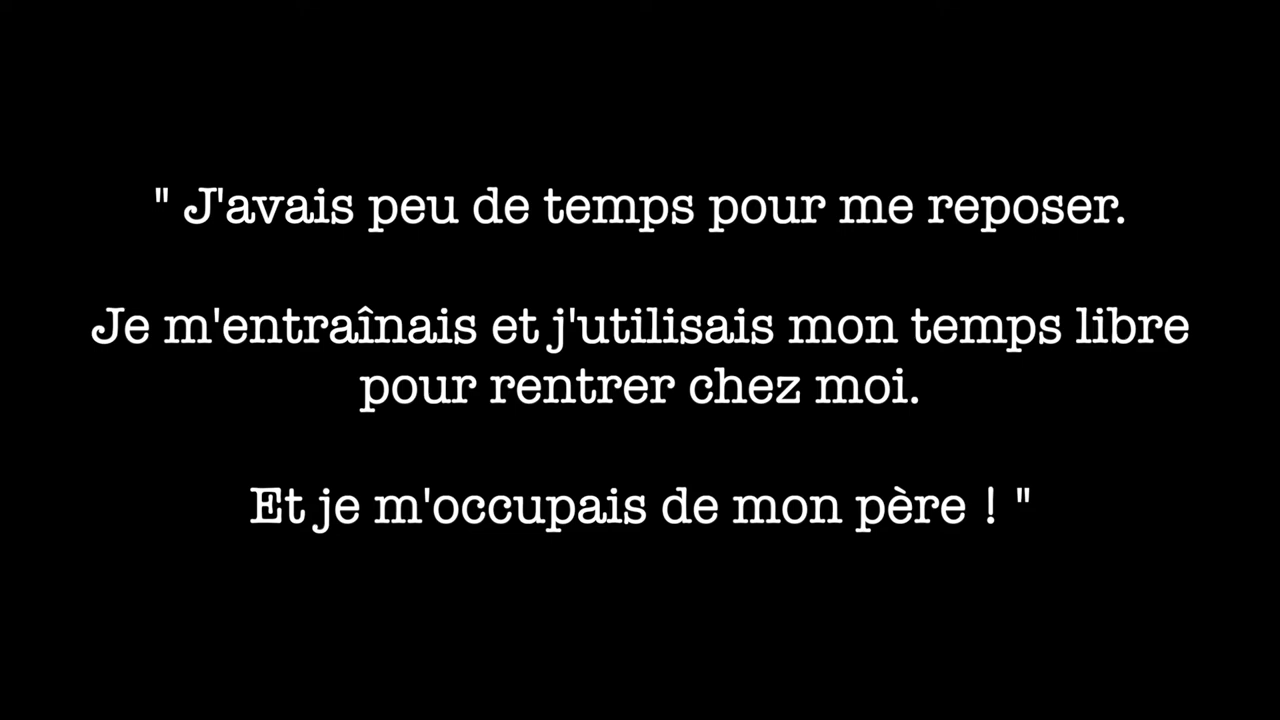 " J'avais peu de temps pour me reposer.
Je m'entraînais et j'utilisais mon temps libre
pour rentrer chez moi.
Et je m'occupais de mon père ! "